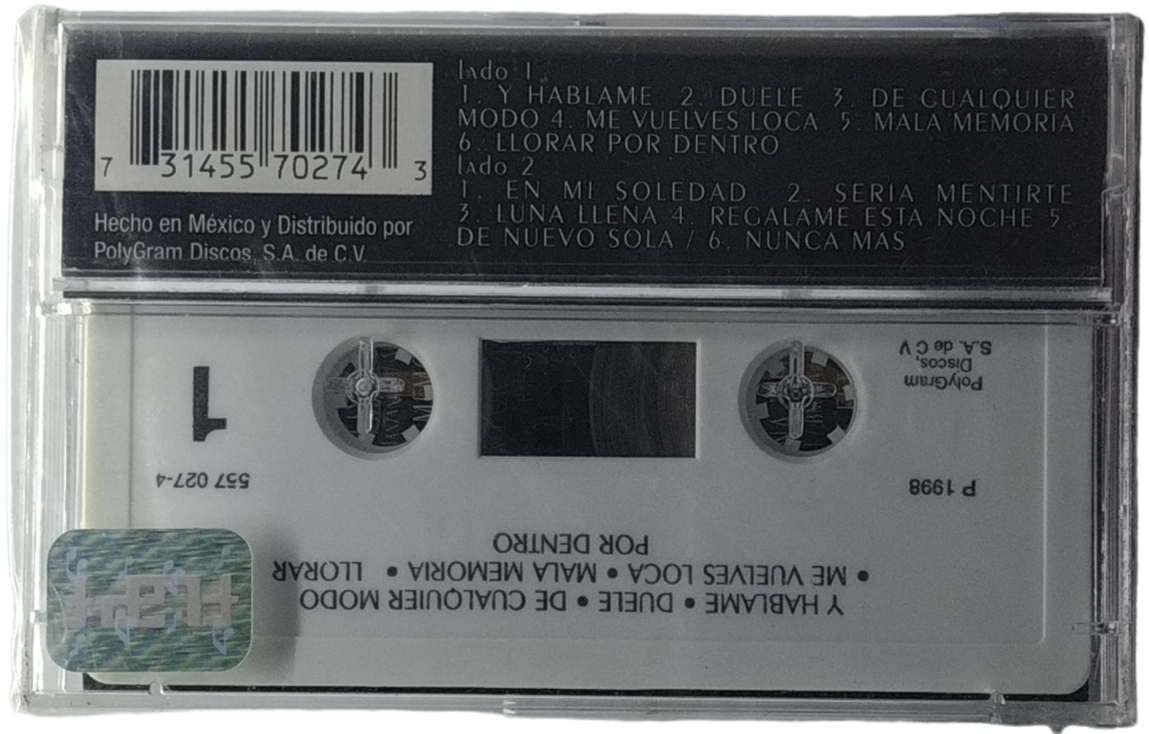 lado 1
1. Y HABLAME 2. DUELE 3. DE CUALQUIER
MODO 4. ME VUELVES LOCA 5. MALA MEMORIA
6. LLORAR POR DENTRO
lado 2
1. EN MI SOLEDAD 2. SERIA MENTIRTE
3. LUNA LLENA 4. REGALAME ESTA NOCHE 5
DE NUEVO SOLA / 6. NUNCA MAS
7 31455 70274 3
Hecho en México y Distribuido por
PolyGram Discos, S.A. de C.V.
1
557 027-4
PolyGram
Discos,
S.A. de C V
P 1998
Y HABLAME • DUELE • DE CUALQUIER MODO
• ME VUELVES LOCA • MALA MEMORIA • LLORAR
POR DENTRO